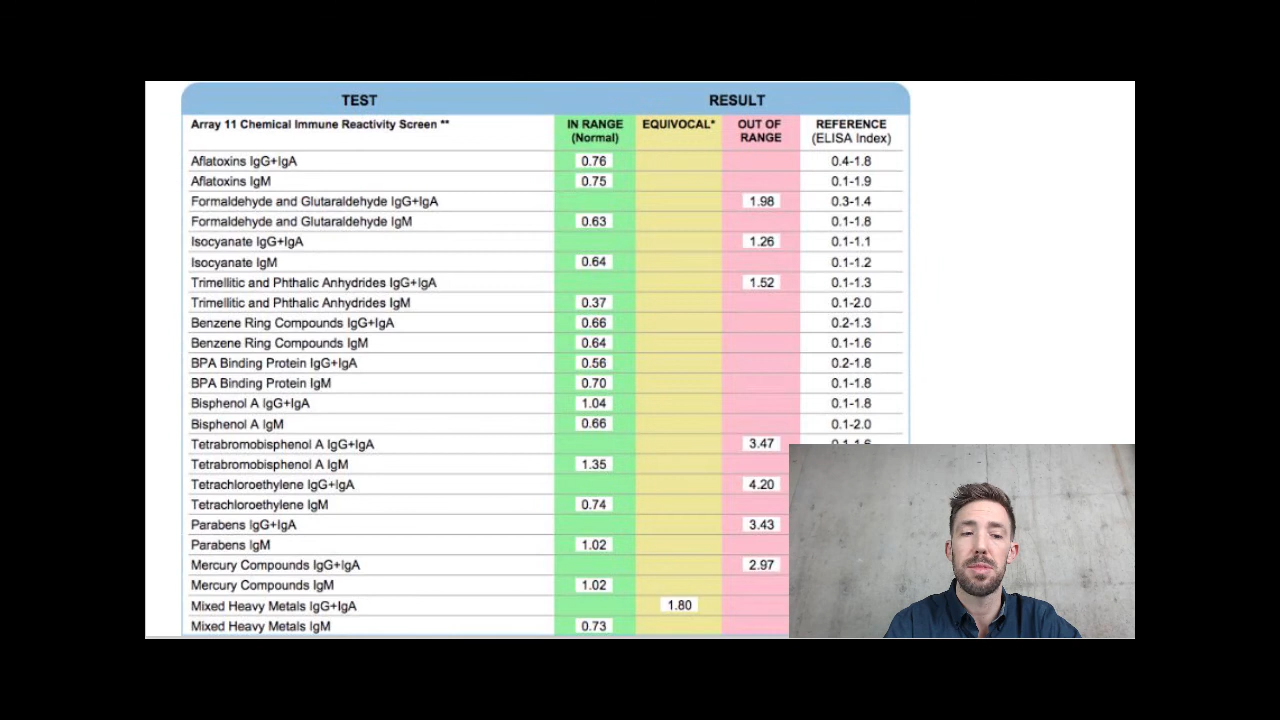 TEST RESULT
Array 11 Chemical Immune Reactivity Screen ** IN RANGE EQUIVOCAL* OUT OF REFERENCE
(Normal) RANGE (ELISA Index)
Aflatoxins IgG+IgA 0.76 0.4-1.8
Aflatoxins IgM 0.75 0.1-1.9
Formaldehyde and Glutaraldehyde IgG+IgA 1.98 0.3-1.4
Formaldehyde and Glutaraldehyde IgM 0.63 0.1-1.8
Isocyanate IgG+IgA 1.26 0.1-1.1
Isocyanate IgM 0.64 0.1-1.2
Trimellitic and Phthalic Anhydrides IgG+IgA 1.52 0.1-1.3
Trimellitic and Phthalic Anhydrides IgM 0.37 0.1-2.0
Benzene Ring Compounds IgG+IgA 0.66 0.2-1.3
Benzene Ring Compounds IgM 0.64 0.1-1.6
BPA Binding Protein IgG+IgA 0.56 0.2-1.8
BPA Binding Protein IgM 0.70 0.1-1.8
Bisphenol A IgG+IgA 1.04 0.1-1.8
Bisphenol A IgM 0.66 0.1-2.0
Tetrabromobisphenol A IgG+IgA 3.47
Tetrabromobisphenol A IgM 1.35
Tetrachloroethylene IgG+IgA 4.20
Tetrachloroethylene IgM 0.74
Parabens IgG+IgA 3.43
Parabens IgM 1.02
Mercury Compounds IgG+IgA 2.97
Mercury Compounds IgM 1.02
Mixed Heavy Metals IgG+IgA 1.80
Mixed Heavy Metals IgM 0.73